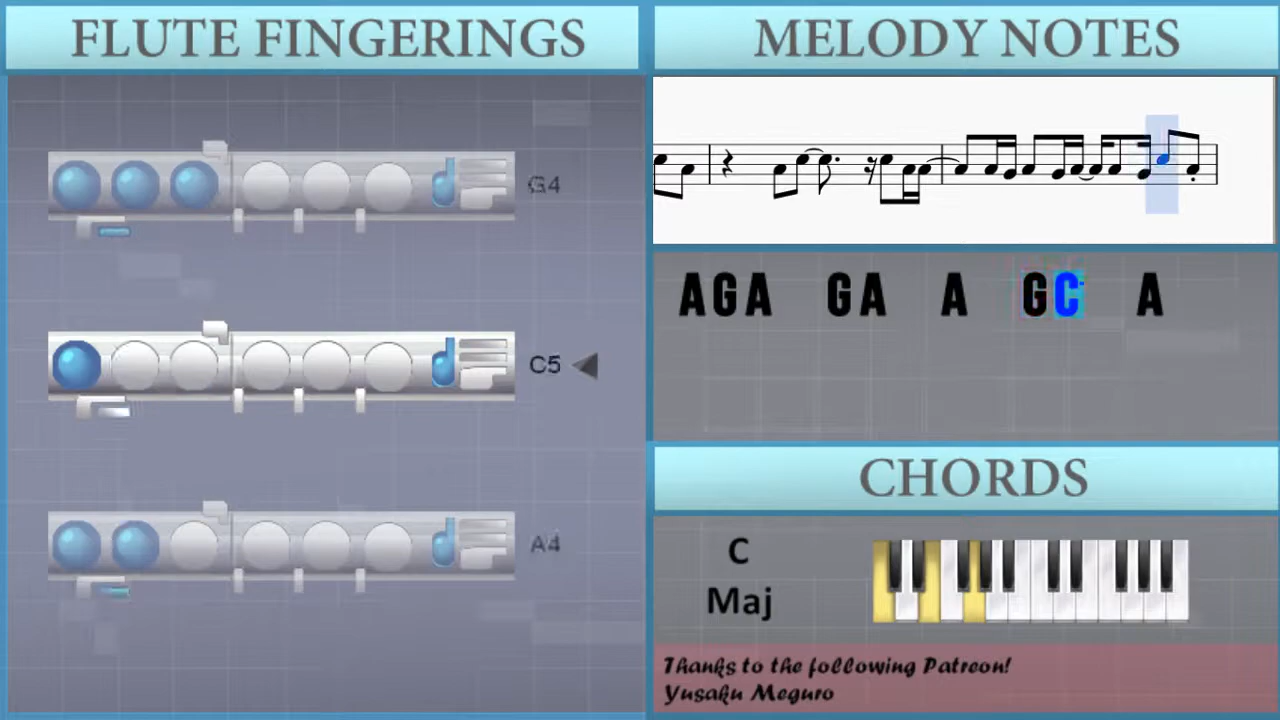 FLUTE FINGERINGS
G4
C5
A4
MELODY NOTES
AGA GA A GC A
CHORDS
C
Maj
Thanks to the following Patreon!
Yusaku Meguro